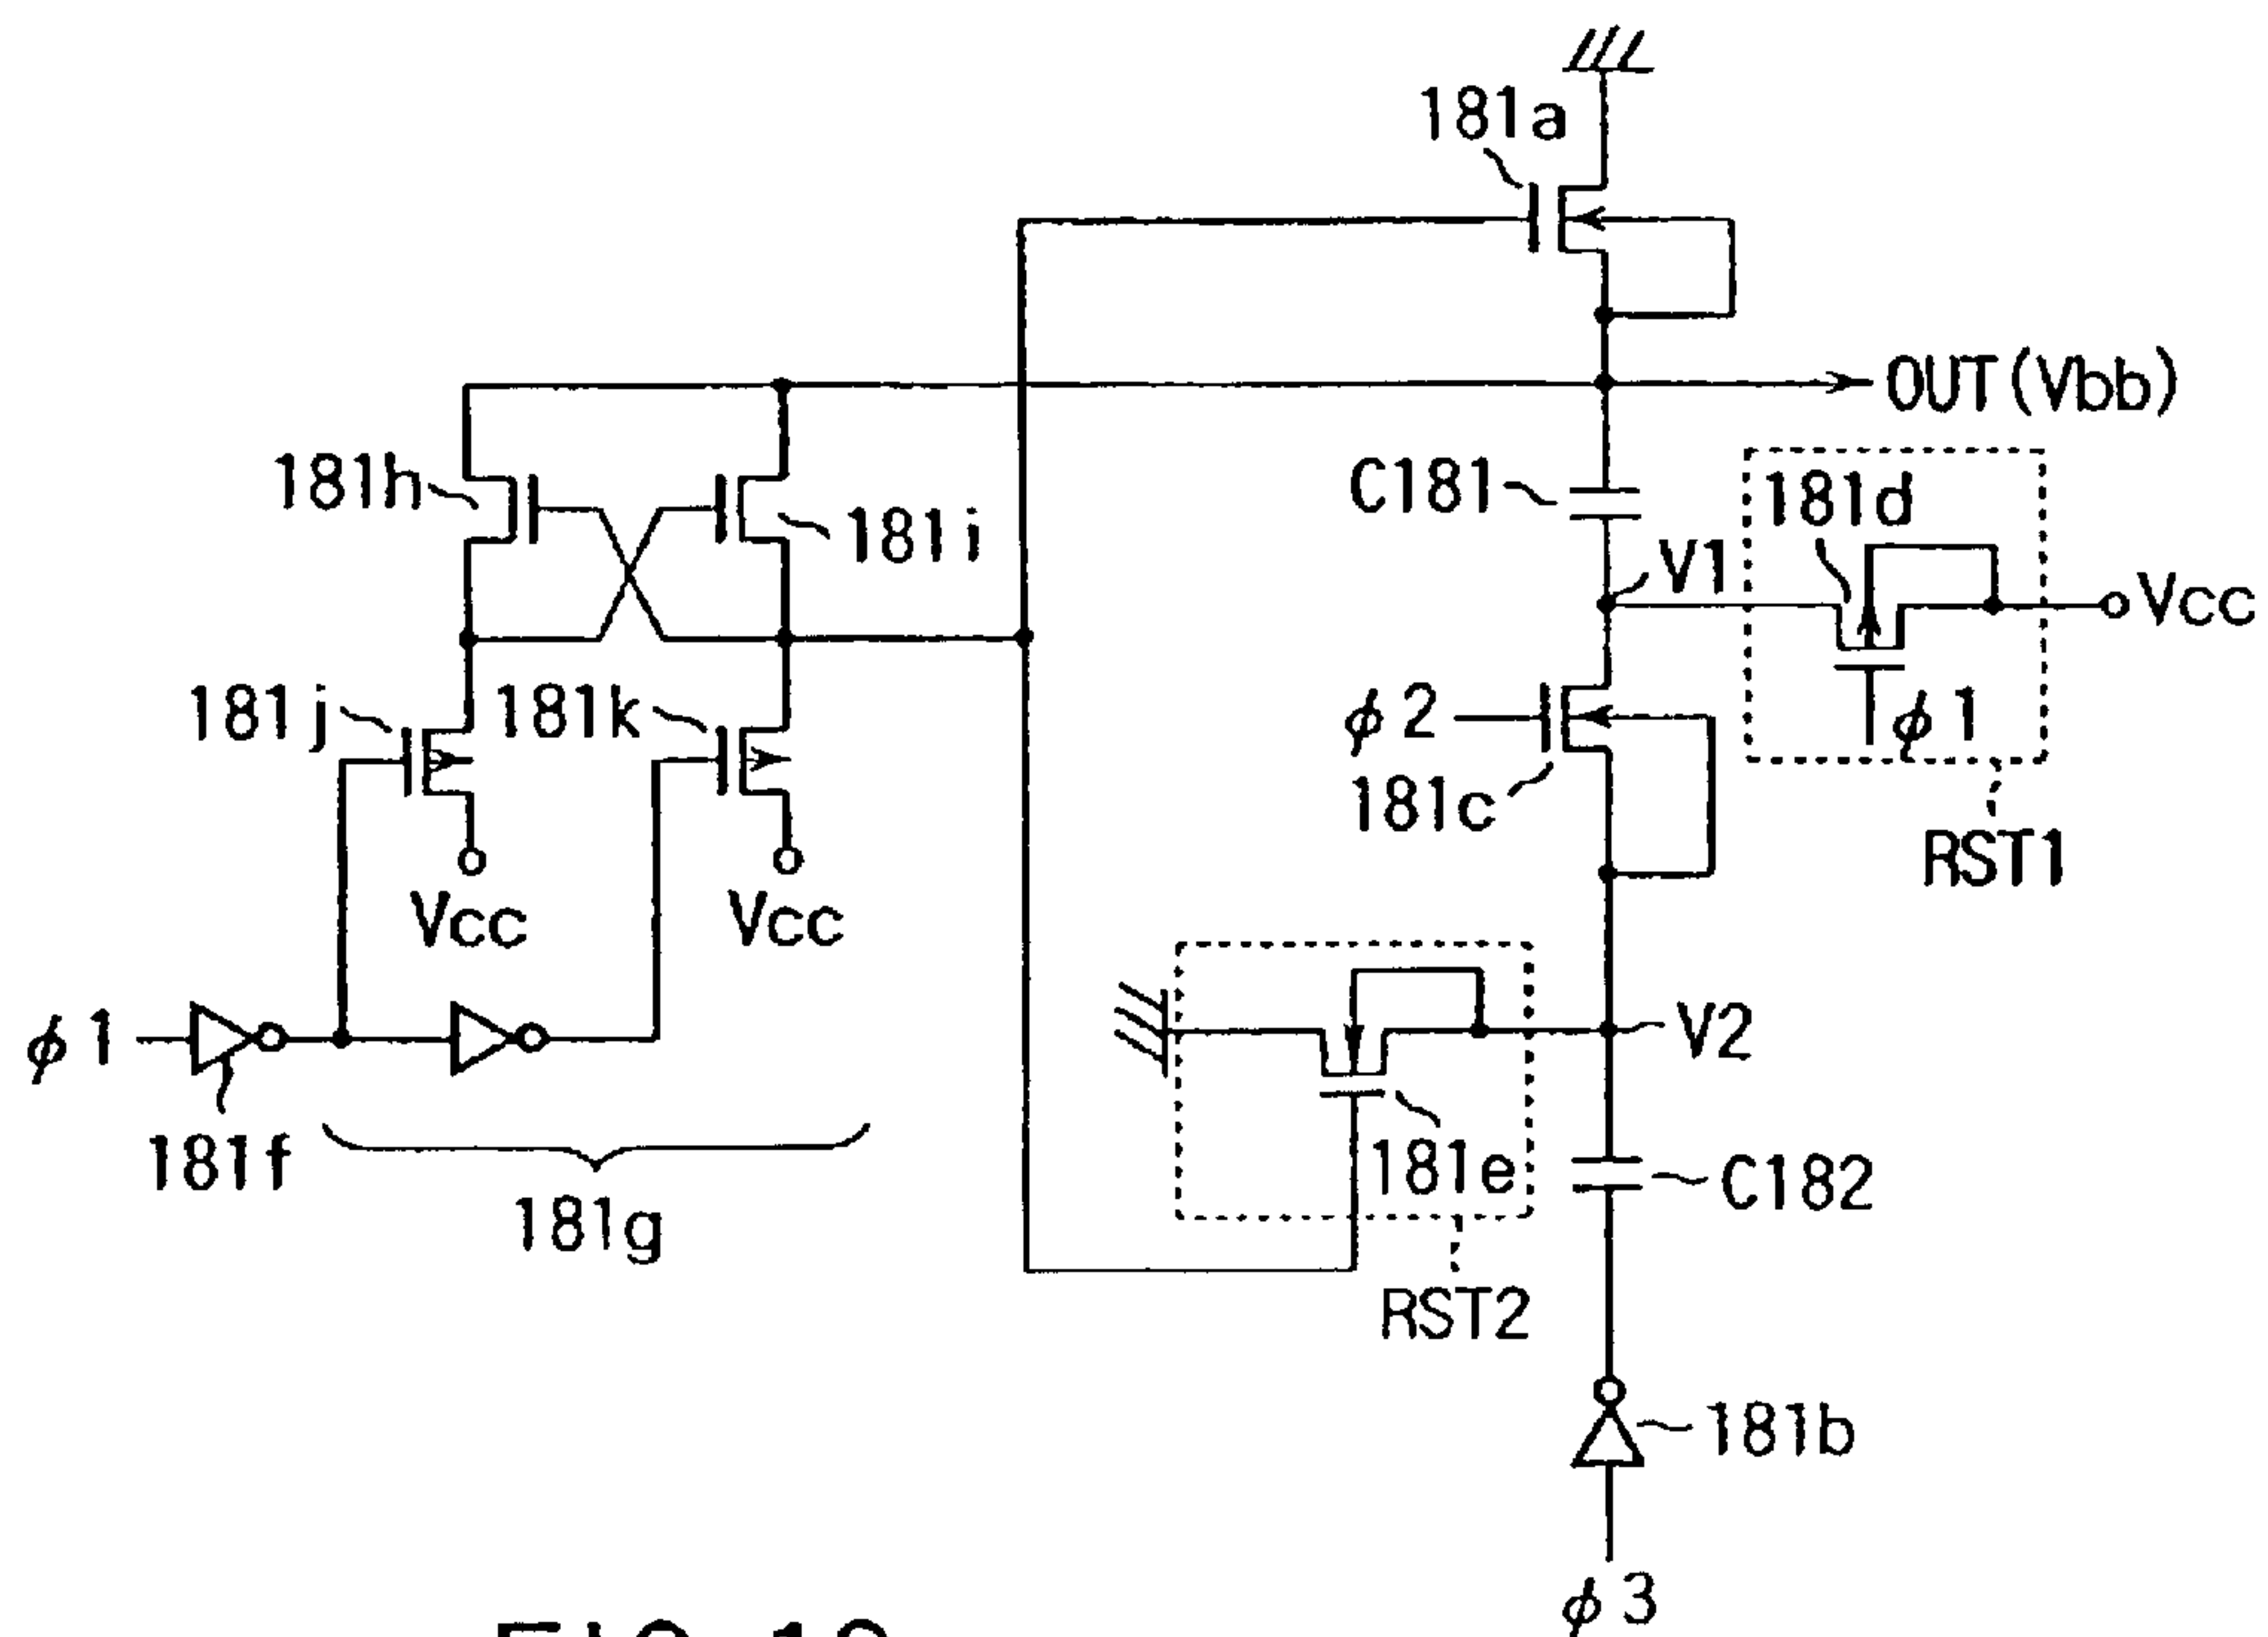 181a
OUT(Vbb)
181h
181i
C181
181d
V1
Vcc
181j
181k
φ2
φ1
181c
RST1
Vcc
Vcc
φ1
V2
181f
181g
181e
C182
RST2
181b
φ3